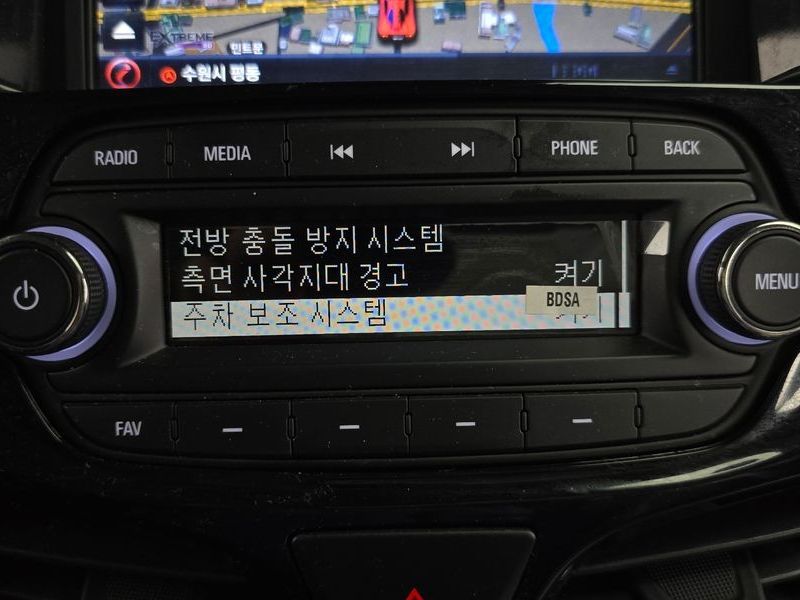 EXTREME
민트문
수원시 평동
RADIO
MEDIA
PHONE
BACK
전방 충돌 방지 시스템
측면 사각지대 경고 켜기
주차 보조 시스템
BDSA
MENU
FAV